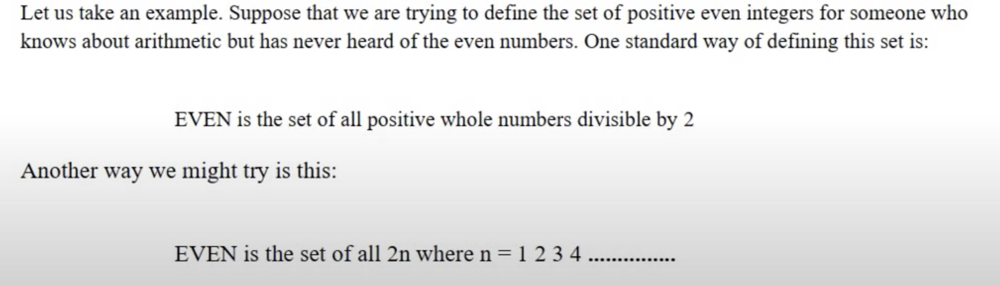 Let us take an example. Suppose that we are trying to define the set of positive even integers for someone who
knows about arithmetic but has never heard of the even numbers. One standard way of defining this set is:
EVEN is the set of all positive whole numbers divisible by 2
Another way we might try is this:
EVEN is the set of all 2n where n = 1 2 3 4 ...............